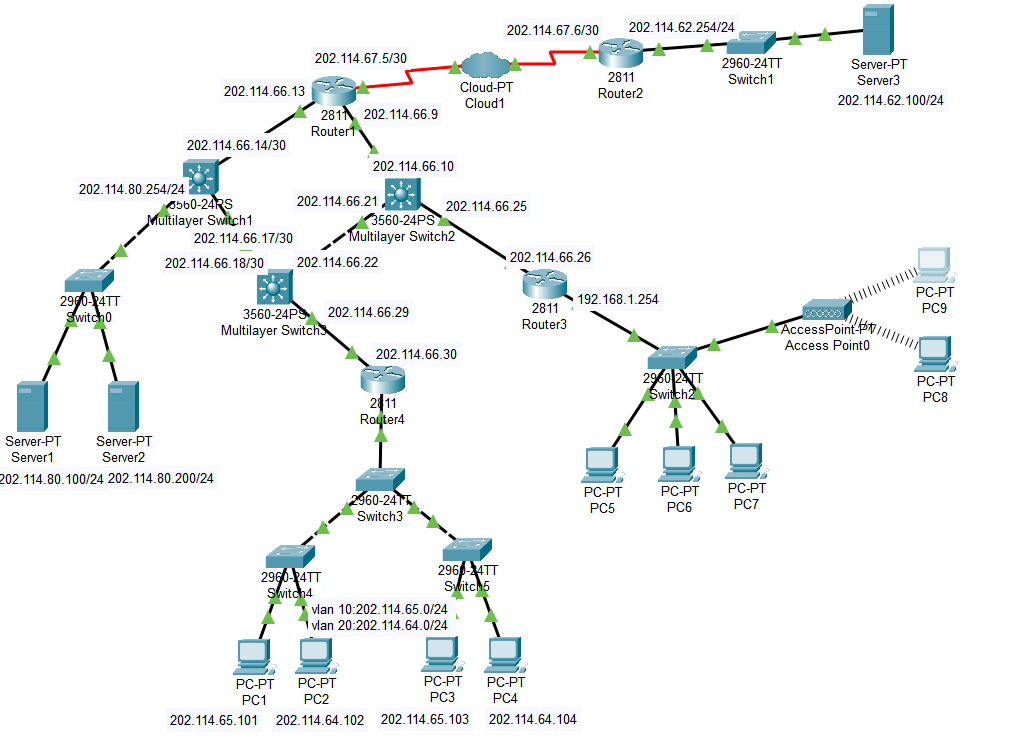 202.114.67.6/30
202.114.62.254/24
202.114.67.5/30
2960-24TT
Switch1
Server-PT
Server3
202.114.62.100/24
Cloud-PT
Cloud1
2811
Router2
202.114.66.13
2811
Router1
202.114.66.9
202.114.66.14/30
202.114.66.10
202.114.80.254/24
3560-24PS
Multilayer Switch1
202.114.66.21
202.114.66.25
3560-24PS
Multilayer Switch2
202.114.66.17/30
202.114.66.18/30
202.114.66.22
202.114.66.26
2960-24TT
Switch0
3560-24PS
Multilayer Switch3
202.114.66.29
2811
Router3
192.168.1.254
PC-PT
PC9
AccessPoint-PT
Access Point0
202.114.66.30
2811
Router4
2960-24TT
Switch2
PC-PT
PC8
Server-PT
Server1
Server-PT
Server2
202.114.80.100/24
202.114.80.200/24
PC-PT
PC5
PC-PT
PC6
PC-PT
PC7
2960-24TT
Switch3
2960-24TT
Switch4
2960-24TT
Switch5
vlan 10:202.114.65.0/24
vlan 20:202.114.64.0/24
PC-PT
PC1
PC-PT
PC2
PC-PT
PC3
PC-PT
PC4
202.114.65.101
202.114.64.102
202.114.65.103
202.114.64.104